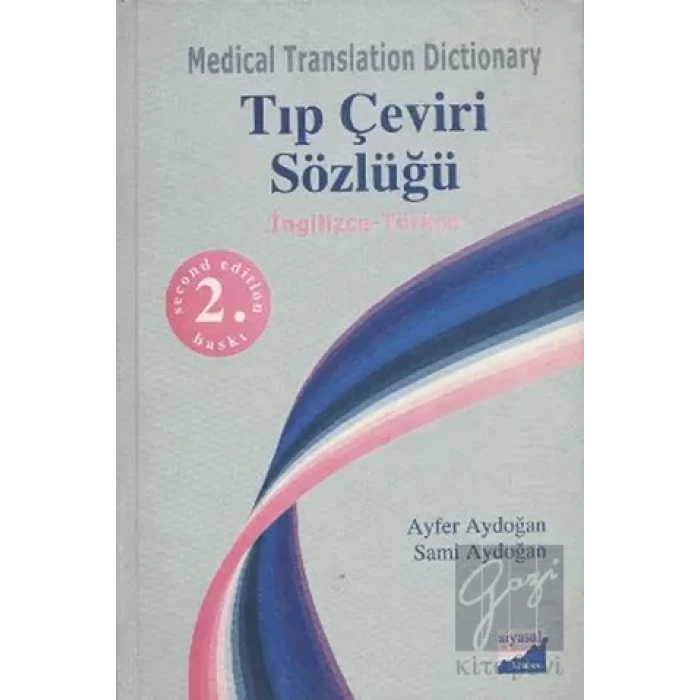 Medical Translation Dictionary
Tıp Çeviri
Sözlüğü
İngilizce-Türkçe
second edition
2.
baskı
Ayfer Aydoğan
Sami Aydoğan
Gazi
siyasal
kitabevi